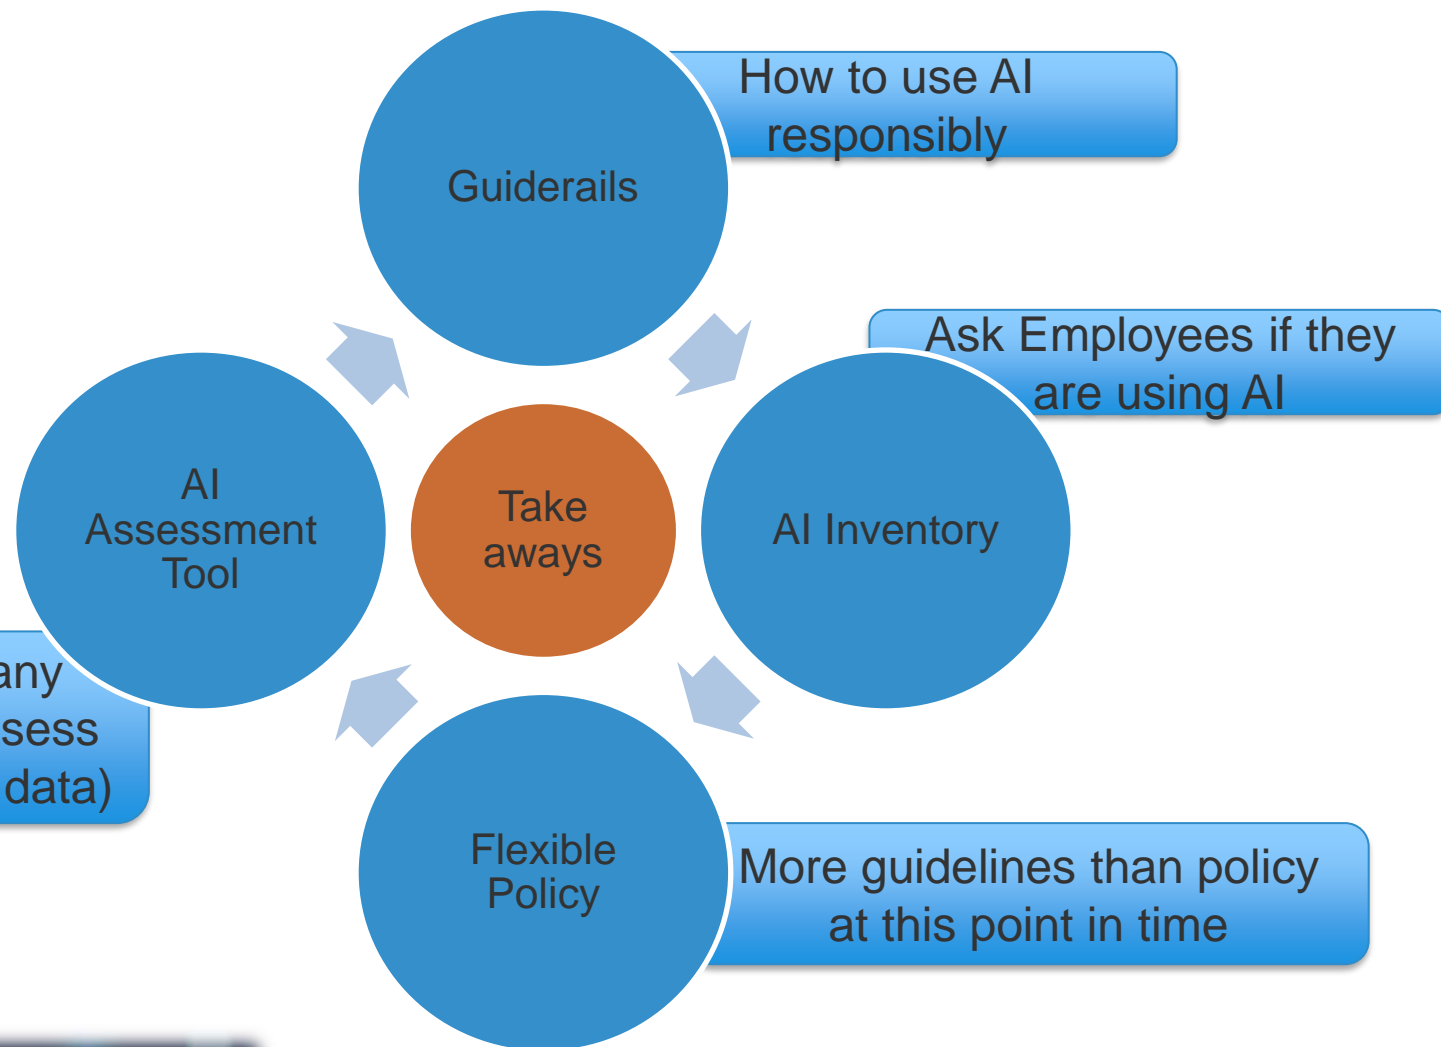 How to use AI
responsibly
Guiderails
Ask Employees if they
are using AI
AI
Assessment
Tool
Take
aways
AI Inventory
data)
Flexible
Policy
More guidelines than policy
at this point in time